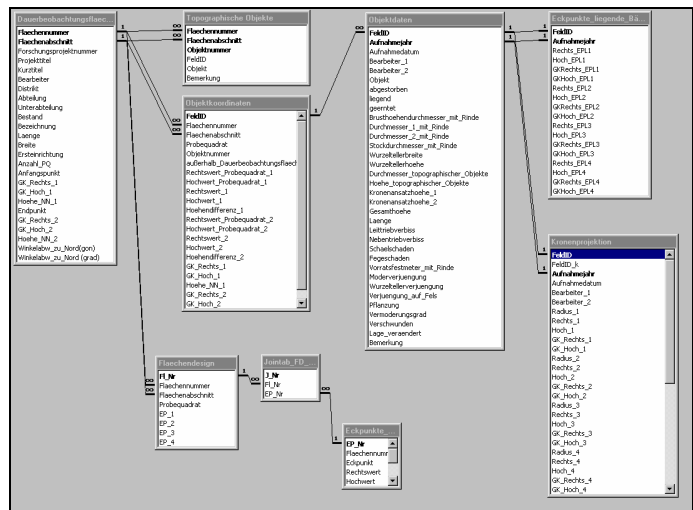 Dauerbeobachtungsflaec...
Flaechennummer
Flaechenabschnitt
Forschungsprojektnummer
Projekttitel
Kurztitel
Bearbeiter
Distrikt
Abteilung
Unterabteilung
Bestand
Bezeichnung
Laenge
Breite
Ersteinrichtung
Anzahl_PQ
Anfangspunkt
GK_Rechts_1
GK_Hoch_1
Hoehe_NN_1
Endpunkt
GK_Rechts_2
GK_Hoch_2
Hoehe_NN_2
Winkelabw_zu_Nord(gon)
Winkelabw_zu_Nord (grad)
Topographische Objekte
Flaechennummer
Flaechenabschnitt
Objektnummer
FeldID
Objekt
Bemerkung
Objektkoordinaten
FeldID
Flaechennummer
Flaechenabschnitt
Probequadrat
Objektnummer
außerhalb_Dauerbeobachtungsflaech
Rechtswert_Probequadrat_1
Hochwert_Probequadrat_1
Rechtswert_1
Hochwert_1
Hoehendifferenz_1
Rechtswert_Probequadrat_2
Hochwert_Probequadrat_2
Rechtswert_2
Hochwert_2
Hoehendifferenz_2
GK_Rechts_1
GK_Hoch_1
Hoehe_NN_1
GK_Rechts_2
GK_Hoch_2
Objektdaten
FeldID
Aufnahmejahr
Aufnahmedatum
Bearbeiter_1
Bearbeiter_2
Objekt
abgestorben
liegend
geerntet
Brusthoehendurchmesser_mit_Rinde
Durchmesser_1_mit_Rinde
Durchmesser_2_mit_Rinde
Stockdurchmesser_mit_Rinde
Wurzeltellerbreite
Wurzeltellerhoehe
Durchmesser_topographischer_Objekte
Hoehe_topographischer_Objekte
Kronenansatzhoehe_1
Kronenansatzhoehe_2
Gesamthoehe
Laenge
Leittriebverbiss
Nebentriebverbiss
Schaelschaden
Fegeschaden
Vorratsfestmeter_mit_Rinde
Moderverjuengung
Wurzeltellerverjuengung
Verjuengung_auf_Fels
Pflanzung
Vermoderungsgrad
Verschwunden
Lage_veraendert
Bemerkung
Eckpunkte_liegende_Bä...
FeldID
Aufnahmejahr
Rechts_EPL1
Hoch_EPL1
GKRechts_EPL1
GKHoch_EPL1
Rechts_EPL2
Hoch_EPL2
GKRechts_EPL2
GKHoch_EPL2
Rechts_EPL3
Hoch_EPL3
GKRechts_EPL3
GKHoch_EPL3
Rechts_EPL4
Hoch_EPL4
GKRechts_EPL4
GKHoch_EPL4
Kronenprojektion
FeldID
FeldID_k
Aufnahmejahr
Aufnahmedatum
Bearbeiter_1
Bearbeiter_2
Radius_1
Rechts_1
Hoch_1
GK_Rechts_1
GK_Hoch_1
Radius_2
Rechts_2
Hoch_2
GK_Rechts_2
GK_Hoch_2
Radius_3
Rechts_3
Hoch_3
GK_Rechts_3
GK_Hoch_3
Radius_4
Rechts_4
Hoch_4
GK_Rechts_4
GK_Hoch_4
Flaechendesign
Fl_Nr
Flaechennummer
Flaechenabschnitt
Probequadrat
EP_1
EP_2
EP_3
EP_4
Jointab_FD_...
J_Nr
Fl_Nr
EP_Nr
Eckpunkte_...
EP_Nr
Flaechennumr
Eckpunkt
Rechtswert
Hochwert